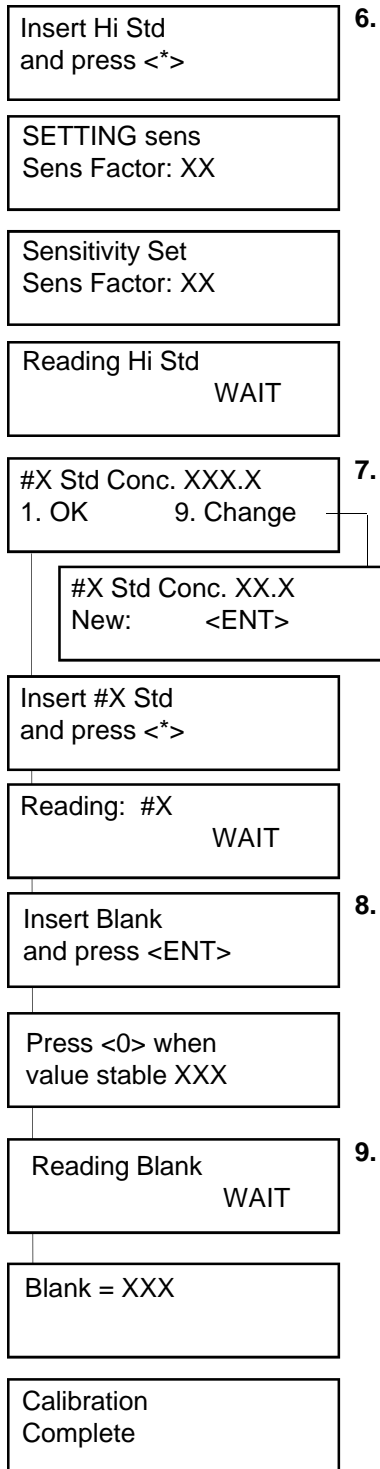 Insert Hi Std
and press <*>
6.
SETTING sens
Sens Factor: XX
Sensitivity Set
Sens Factor: XX
Reading Hi Std
WAIT
#X Std Conc. XXX.X
1. OK 9. Change
7.
#X Std Conc. XX.X
New: <ENT>
Insert #X Std
and press <*>
Reading: #X
WAIT
Insert Blank
and press <ENT>
8.
Press <0> when
value stable XXX
Reading Blank
WAIT
9.
Blank = XXX
Calibration
Complete